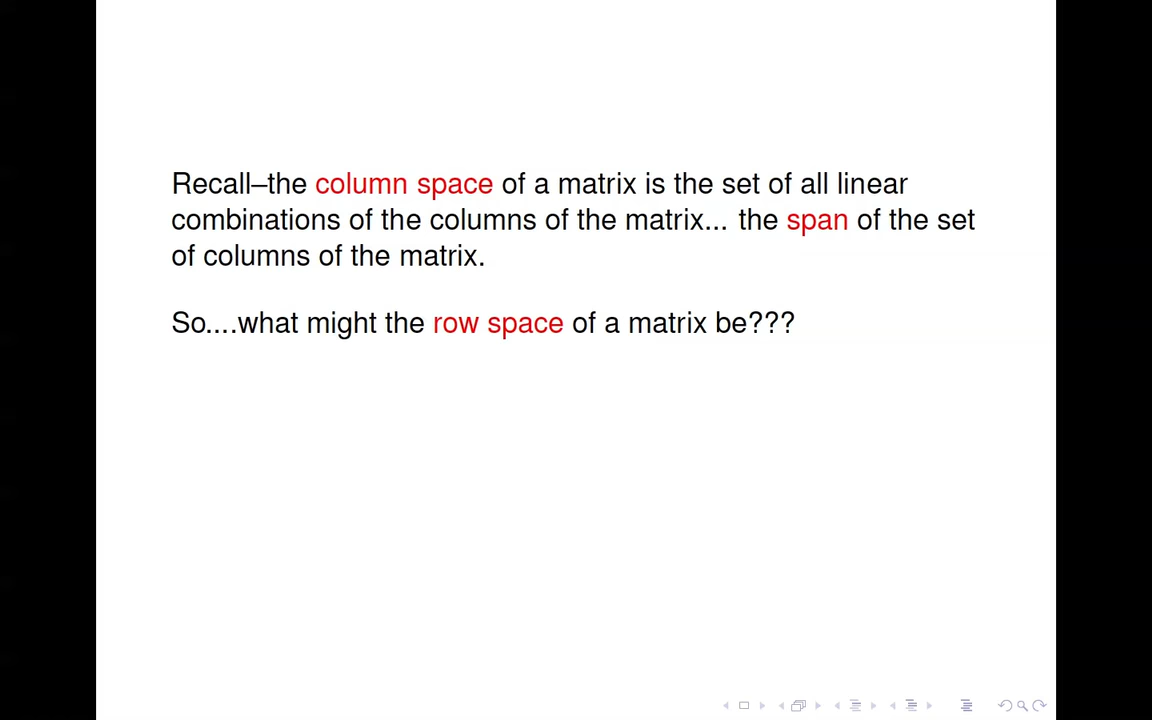 Recall–the column space of a matrix is the set of all linear
combinations of the columns of the matrix... the span of the set
of columns of the matrix.
So....what might the row space of a matrix be???